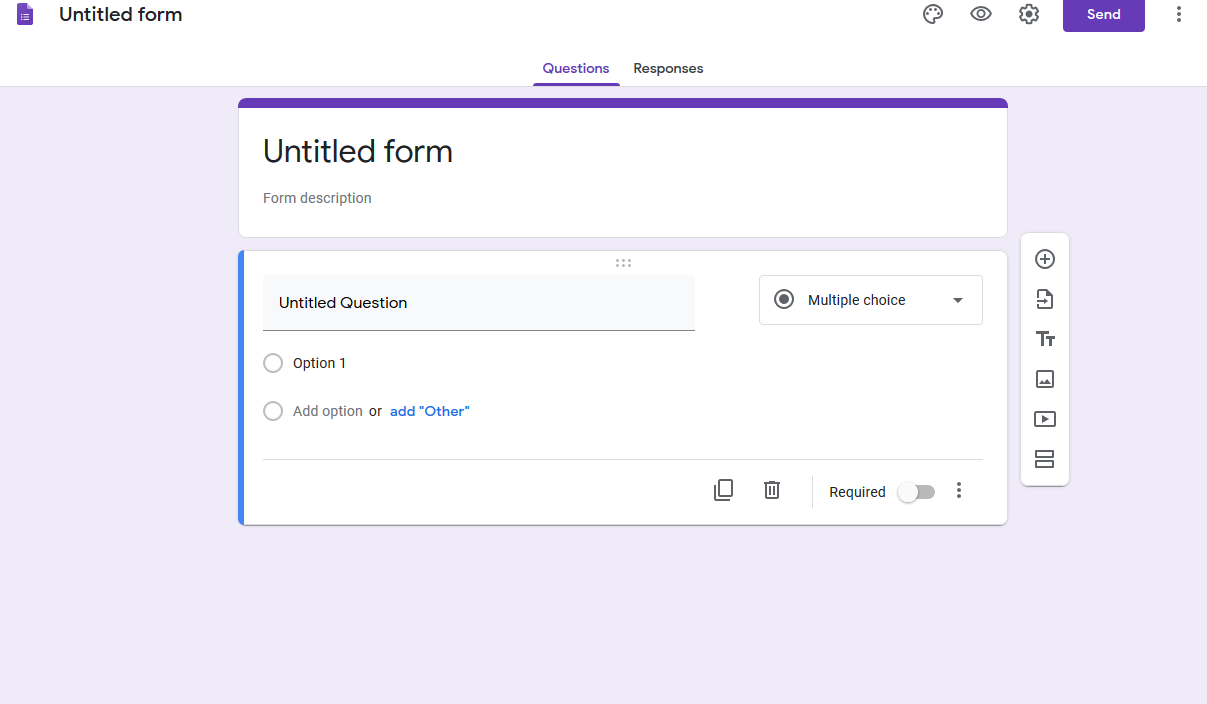 Untitled form
Send
Questions Responses
Untitled form
Form description
Untitled Question
Multiple choice
Option 1
Add option or add "Other"
Required